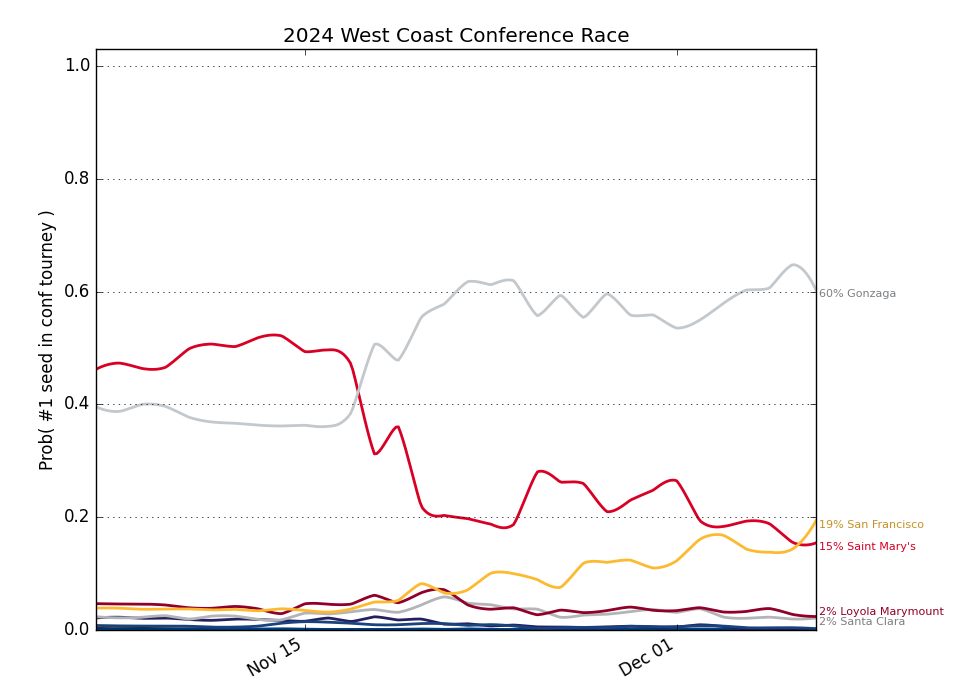 2024 West Coast Conference Race
Prob( #1 seed in conf tourney )
1.0
0.8
0.6
0.4
0.2
0.0
Nov 15
Dec 01
60% Gonzaga
19% San Francisco
15% Saint Mary's
2% Loyola Marymount
2% Santa Clara